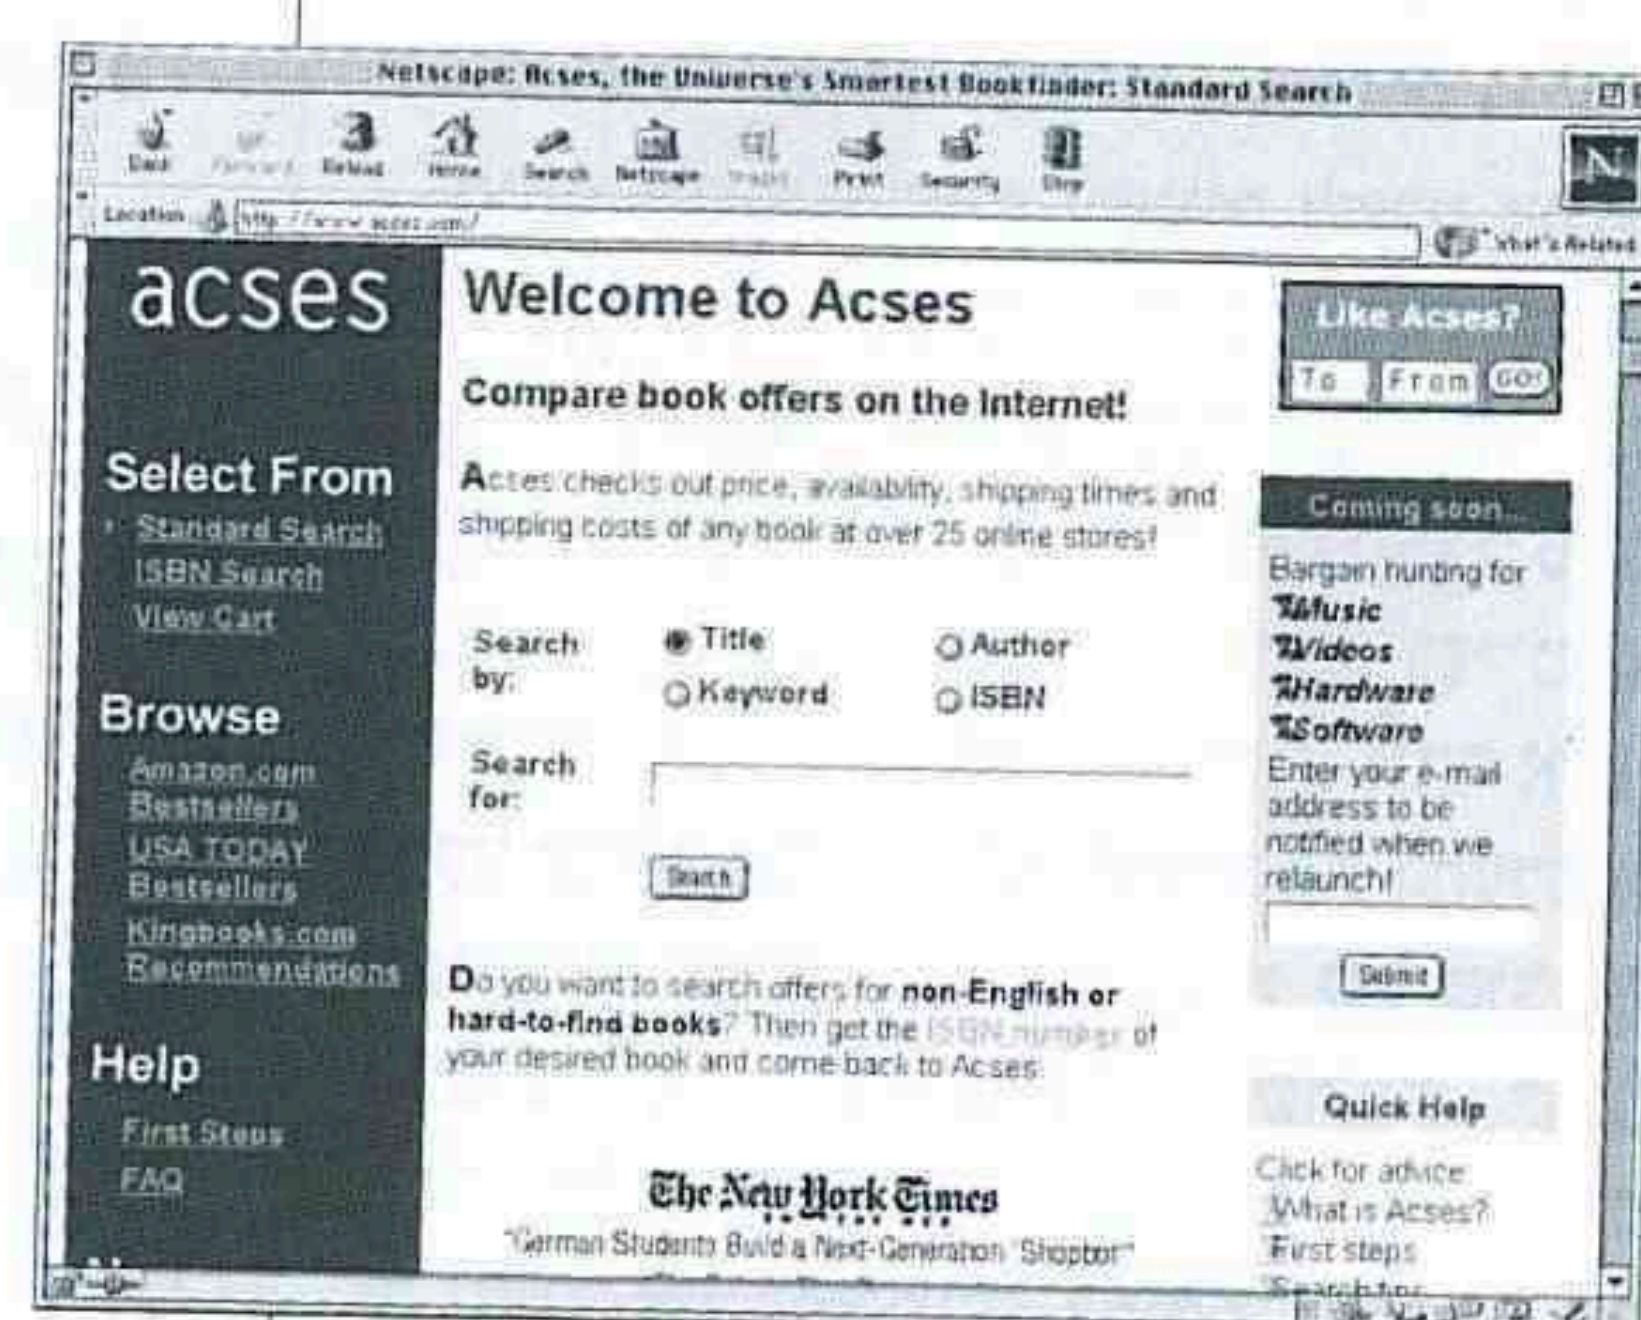 Netscape: Acses, the Universe's Smartest Bookfinder: Standard Search
Back Forward Reload Home Search Netscape Print Security Stop
N
Location http://www.acses.com/ What's Related
acses
Select From
Standard Search
ISBN Search
View Cart
Browse
Amazon.com
Bestsellers
USA TODAY
Bestsellers
Kingbooks.com
Recommendations
Help
First Steps
FAQ
Welcome to Acses
Compare book offers on the Internet!
Acses checks out price, availability, shipping times and
shipping costs of any book at over 25 online stores!
Search
by:
Title
Author
Keyword
ISBN
Search
for:
Search
Do you want to search offers for non-English or
hard-to-find books? Then get the ISBN number of
your desired book and come back to Acses.
The New York Times
"German Students Build a Next-Generation 'Shopbot'"
Like Acses?
To From GO!
Coming soon...
Bargain hunting for
Music
Videos
Hardware
Software
Enter your e-mail
address to be
notified when we
relaunch!
Submit
Quick Help
Click for advice
What is Acses?
First steps
Search tips